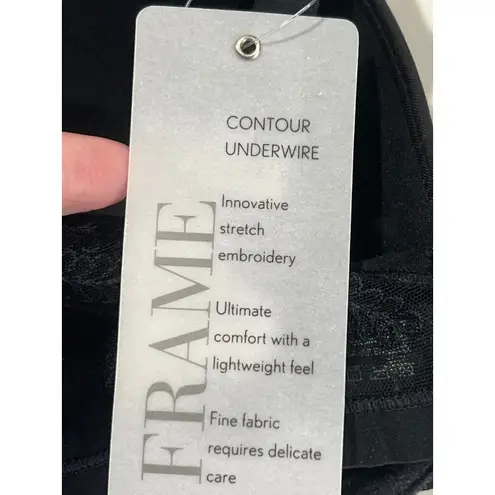 CONTOUR
UNDERWIRE
FRAME
Innovative
stretch
embroidery
Ultimate
comfort with a
lightweight feel
Fine fabric
requires delicate
care